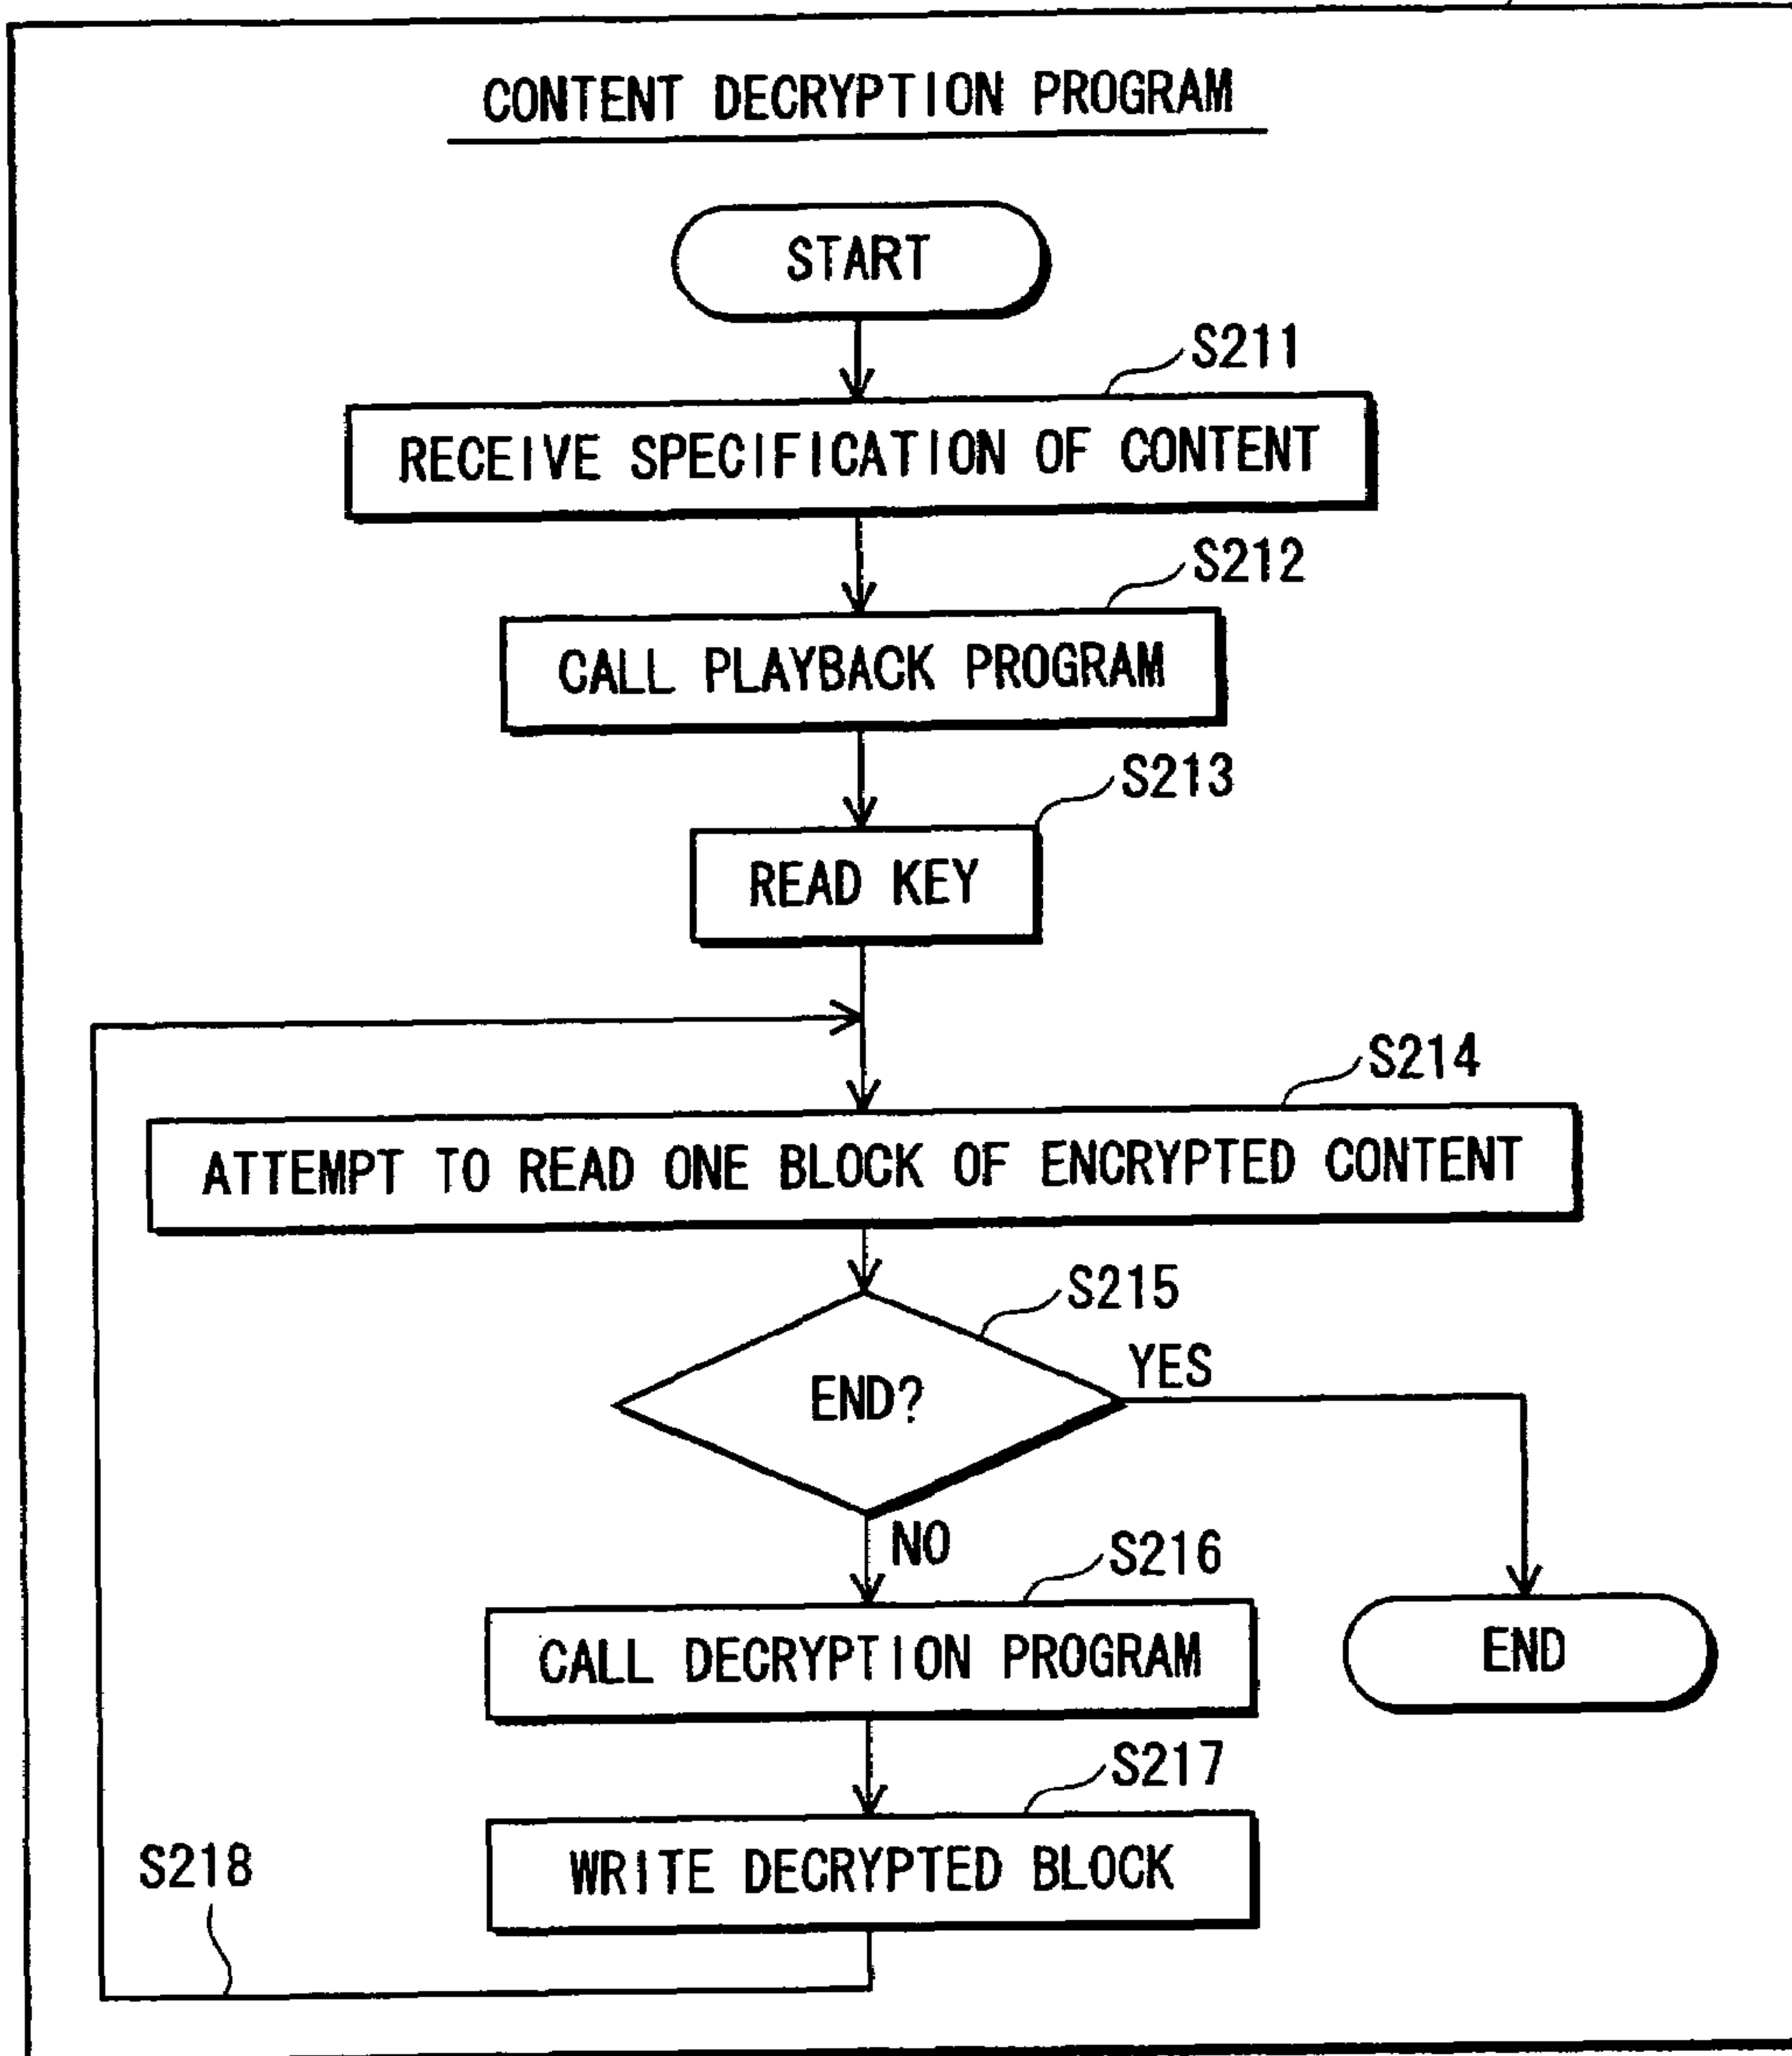 CONTENT DECRYPTION PROGRAM
START
S211
RECEIVE SPECIFICATION OF CONTENT
S212
CALL PLAYBACK PROGRAM
S213
READ KEY
S214
ATTEMPT TO READ ONE BLOCK OF ENCRYPTED CONTENT
S215
YES
END?
NO
S216
CALL DECRYPTION PROGRAM
END
S217
WRITE DECRYPTED BLOCK
S218